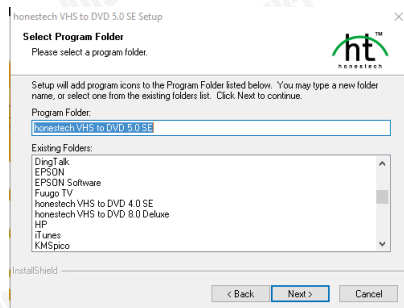 honestech VHS to DVD 5.0 SE Setup
Select Program Folder
Please select a program folder.
ht™
honestech
Setup will add program icons to the Program Folder listed below. You may type a new folder
name, or select one from the existing folders list. Click Next to continue.
Program Folder:
honestech VHS to DVD 5.0 SE
Existing Folders:
DingTalk
EPSON
EPSON Software
Fuugo TV
honestech VHS to DVD 4.0 SE
honestech VHS to DVD 8.0 Deluxe
HP
iTunes
KMSpico
InstallShield
< Back
Next >
Cancel